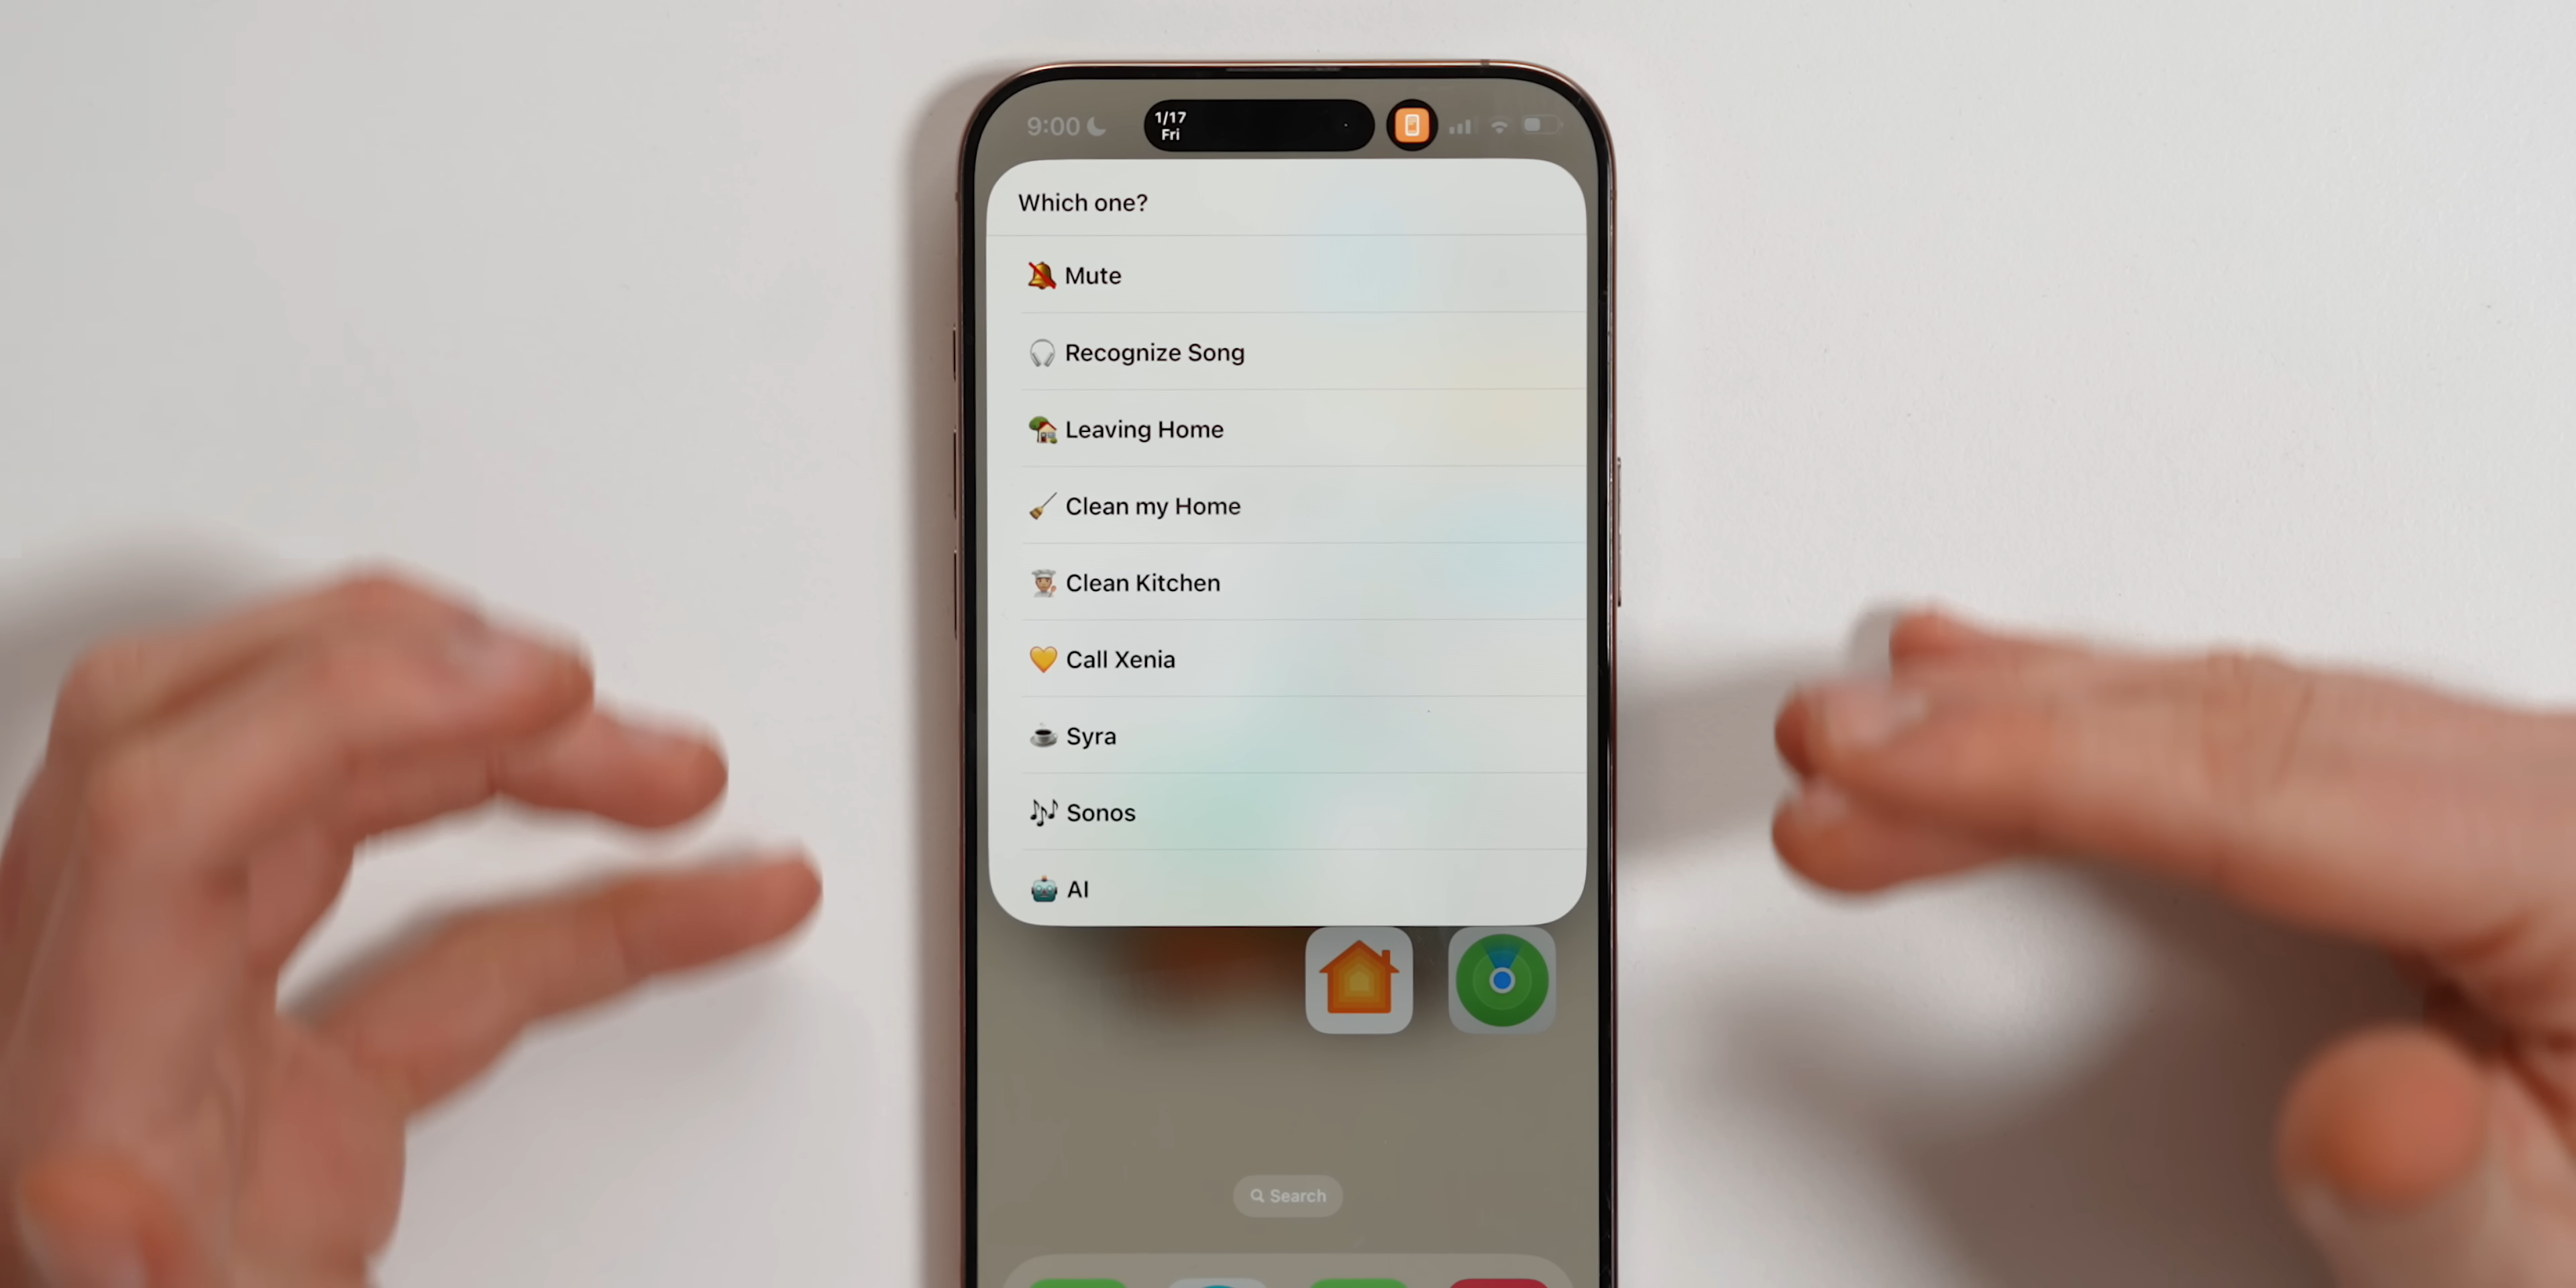 9:00
1/17
Fri
Which one?
Mute
Recognize Song
Leaving Home
Clean my Home
Clean Kitchen
Call Xenia
Syra
Sonos
AI
Search